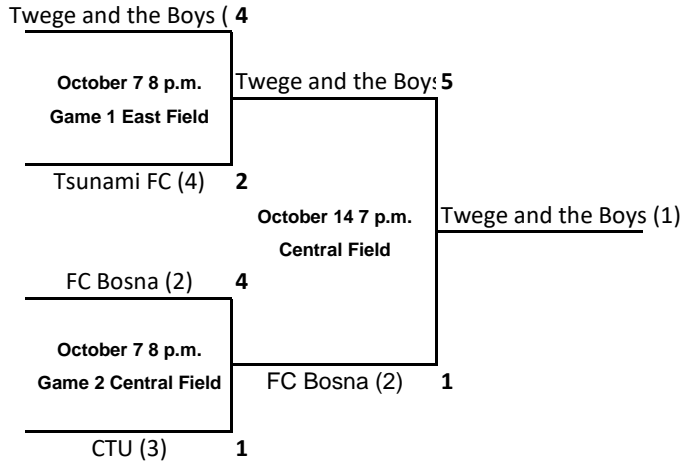 Twege and the Boys ( 4
October 7 8 p.m.
Game 1 East Field
Twege and the Boys 5
Tsunami FC (4) 2
October 14 7 p.m.
Central Field
Twege and the Boys (1)
FC Bosna (2) 4
October 7 8 p.m.
Game 2 Central Field
FC Bosna (2) 1
CTU (3) 1